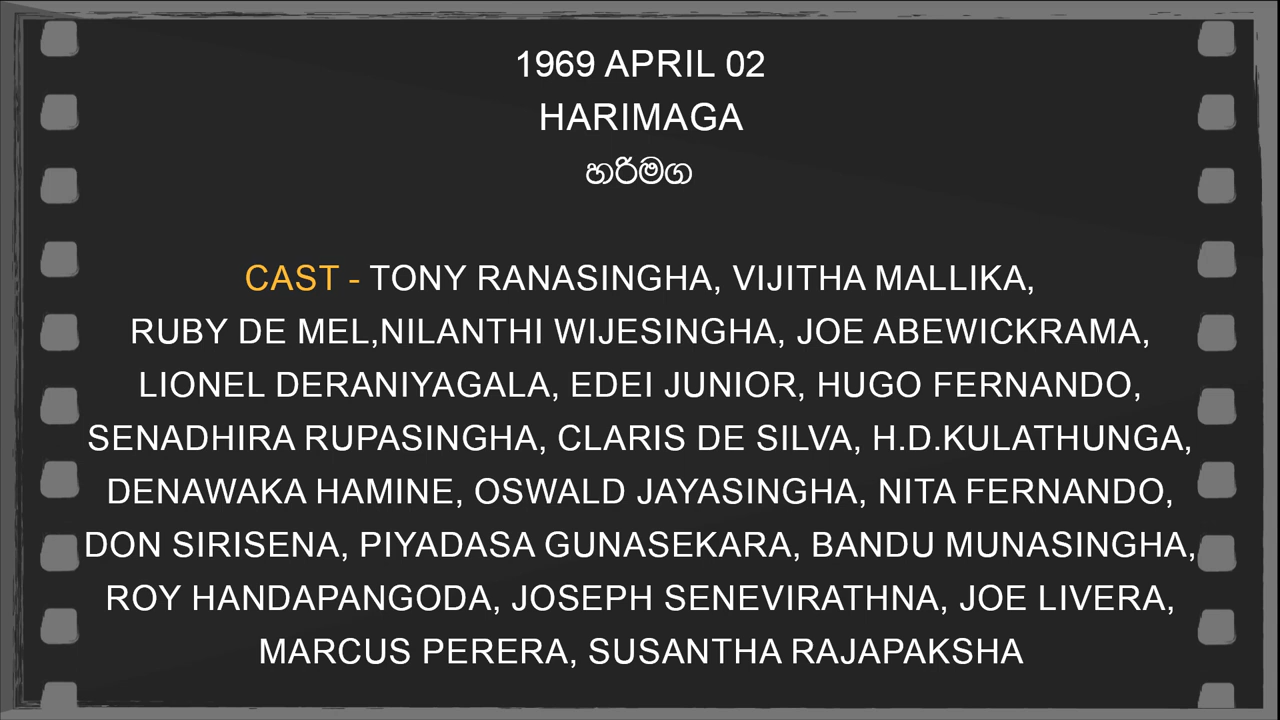 1969 APRIL 02
HARIMAGA
හරිමග
CAST - TONY RANASINGHA, VIJITHA MALLIKA,
RUBY DE MEL,NILANTHI WIJESINGHA, JOE ABEWICKRAMA,
LIONEL DERANIYAGALA, EDEI JUNIOR, HUGO FERNANDO,
SENADHIRA RUPASINGHA, CLARIS DE SILVA, H.D.KULATHUNGA,
DENAWAKA HAMINE, OSWALD JAYASINGHA, NITA FERNANDO,
DON SIRISENA, PIYADASA GUNASEKARA, BANDU MUNASINGHA,
ROY HANDAPANGODA, JOSEPH SENEVIRATHNA, JOE LIVERA,
MARCUS PERERA, SUSANTHA RAJAPAKSHA